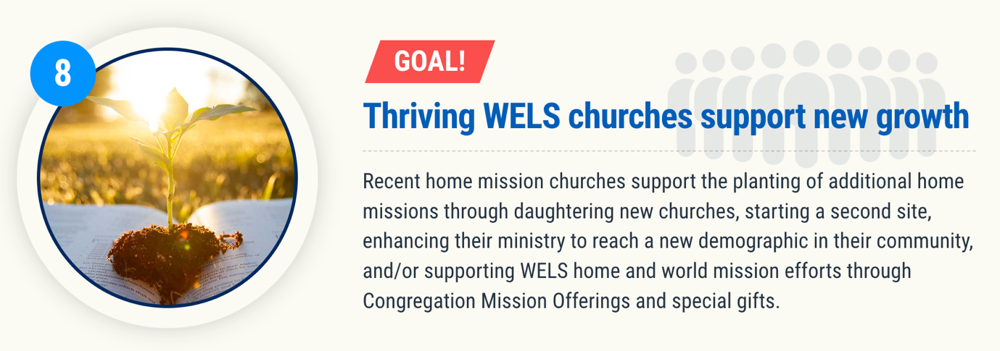 8
GOAL!
Thriving WELS churches support new growth
Recent home mission churches support the planting of additional home
missions through daughtering new churches, starting a second site,
enhancing their ministry to reach a new demographic in their community,
and/or supporting WELS home and world mission efforts through
Congregation Mission Offerings and special gifts.